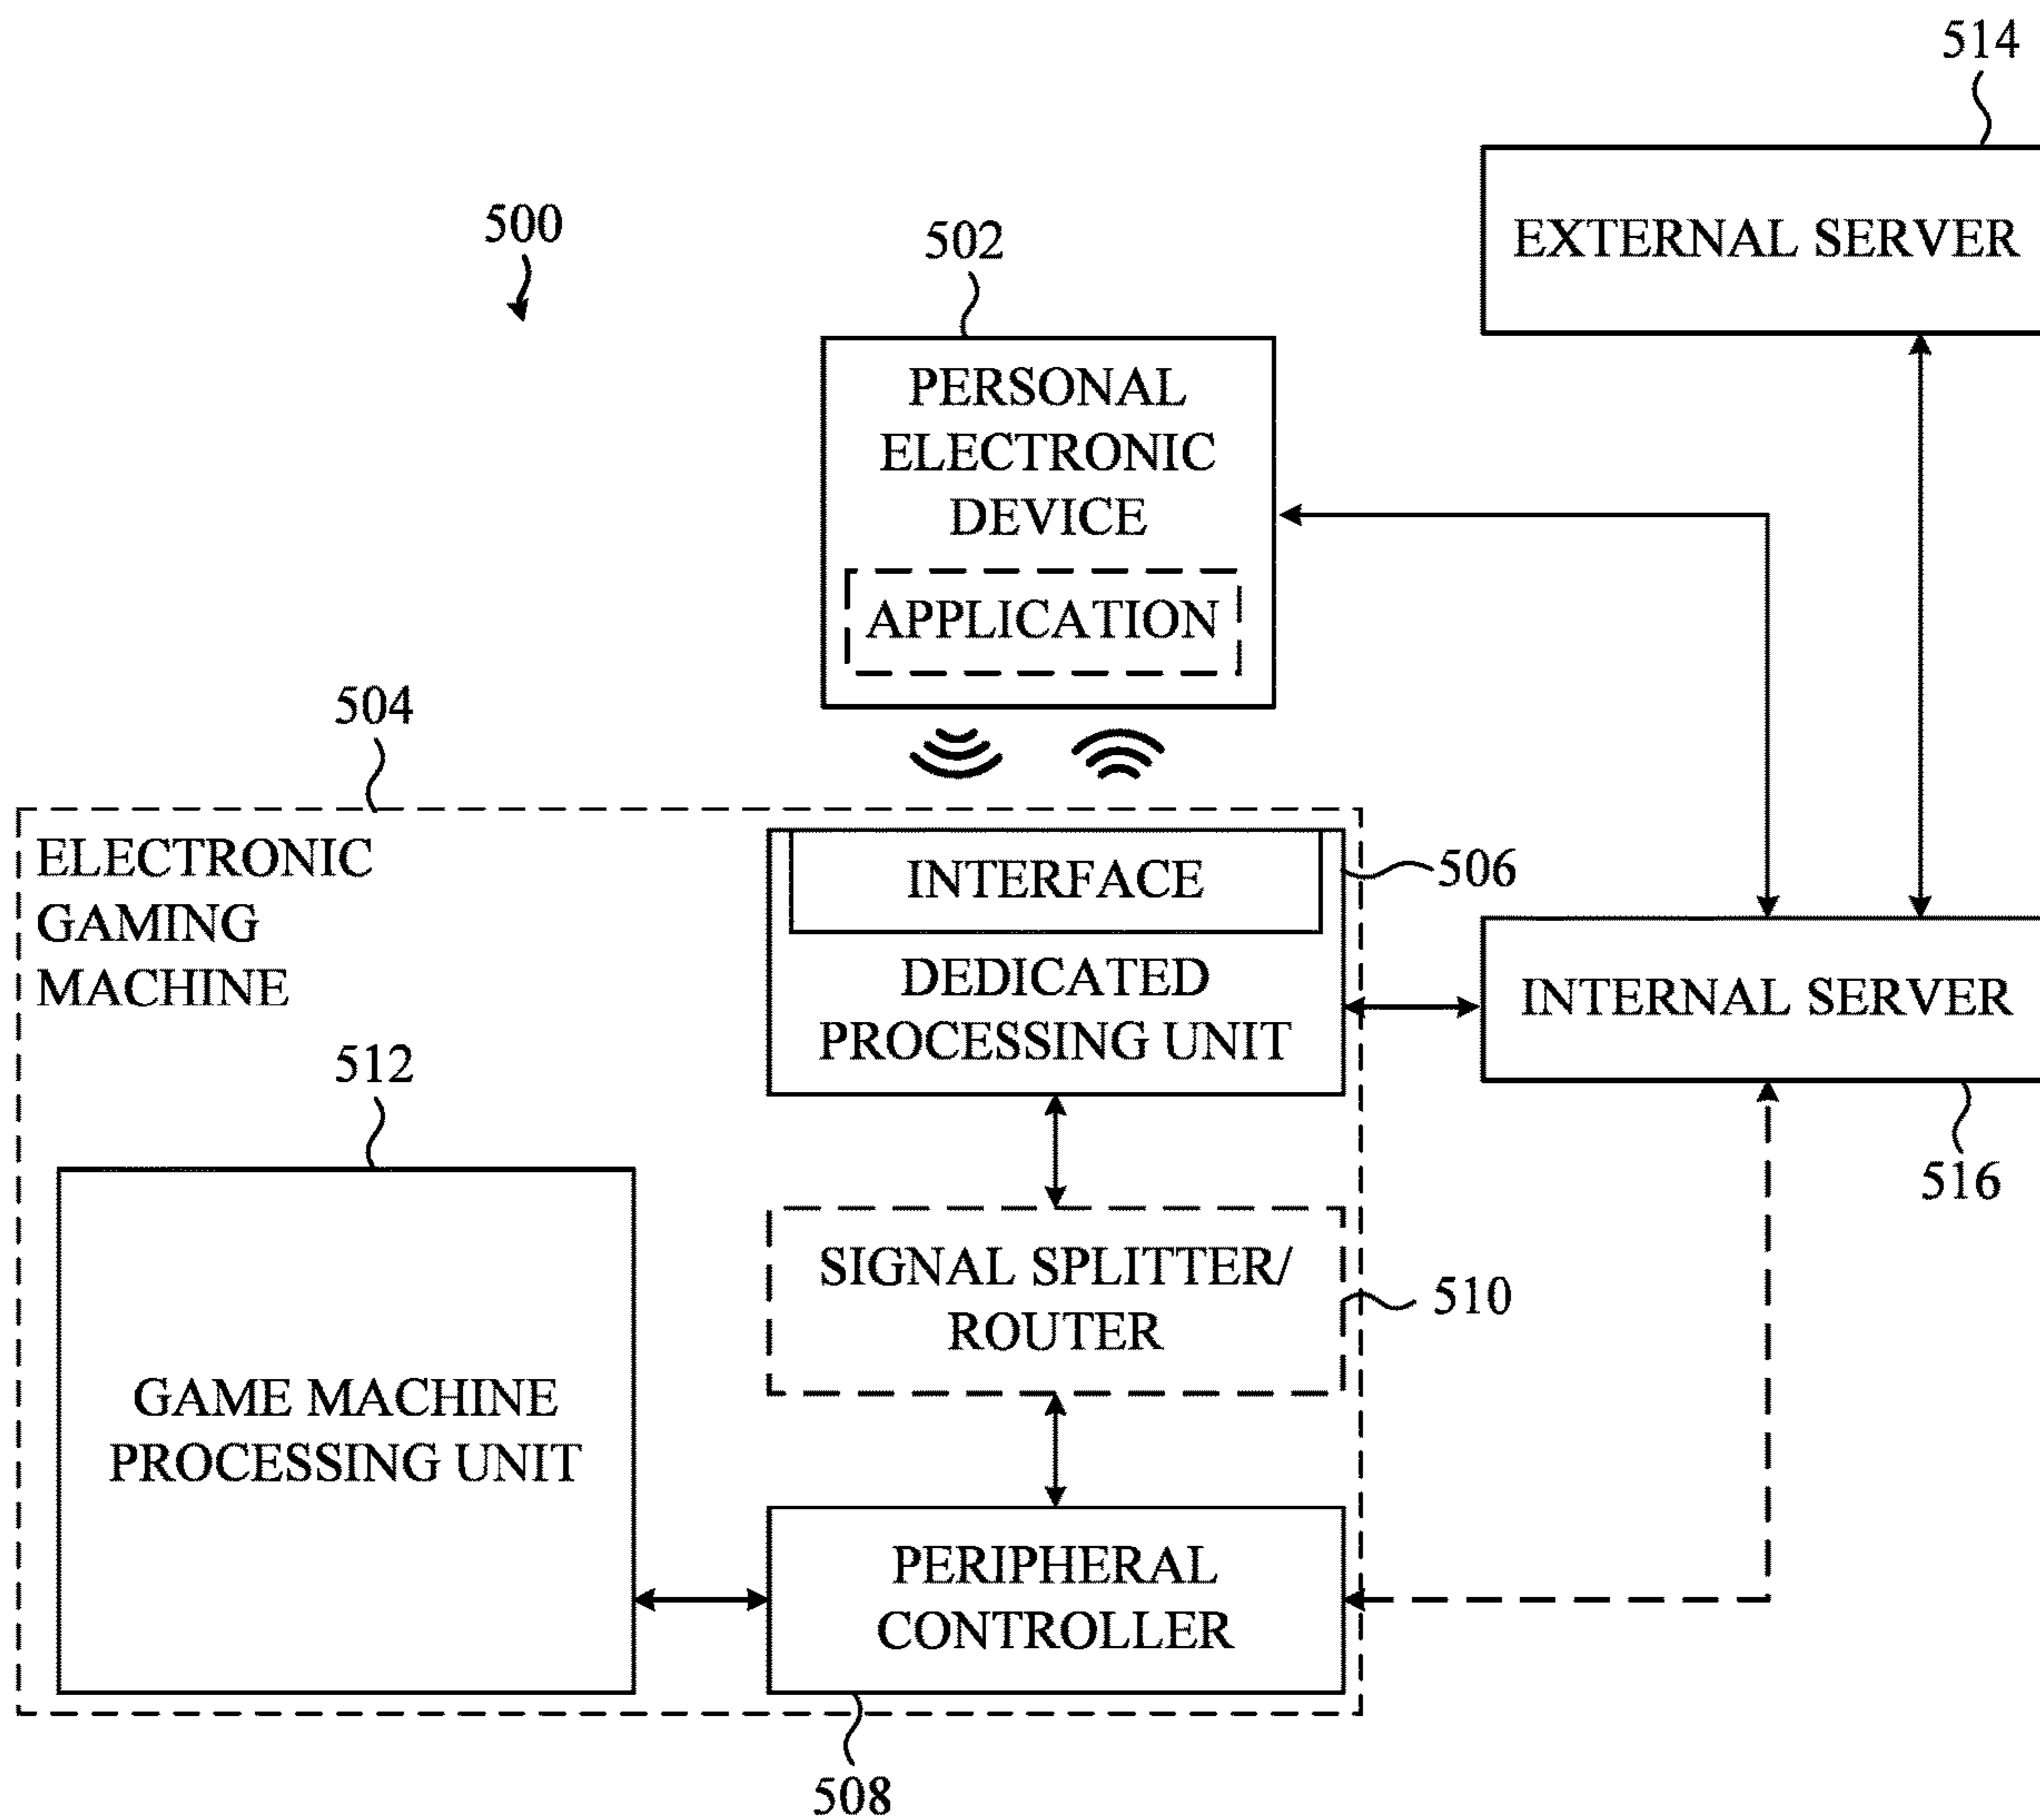 514
EXTERNAL SERVER
500
502
PERSONAL
ELECTRONIC
DEVICE
APPLICATION
504
ELECTRONIC
GAMING
MACHINE
INTERFACE
506
DEDICATED
PROCESSING UNIT
INTERNAL SERVER
516
512
GAME MACHINE
PROCESSING UNIT
SIGNAL SPLITTER/
ROUTER
510
PERIPHERAL
CONTROLLER
508